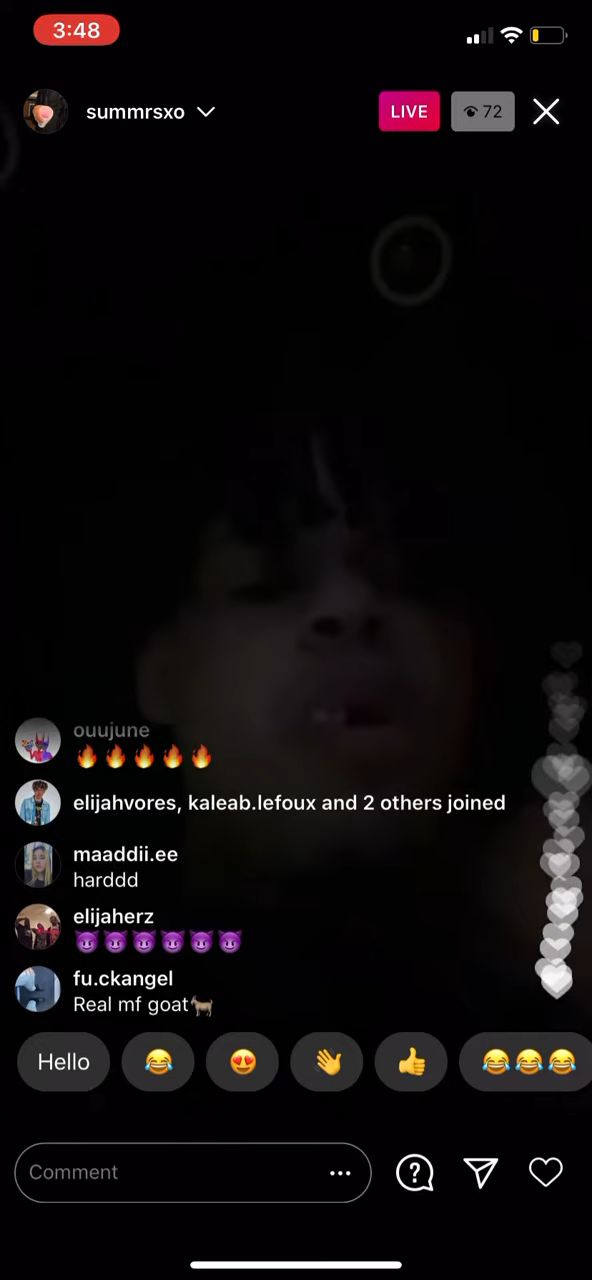 3:48
summrsxo
LIVE
72
ouujune
🔥🔥🔥🔥🔥
elijahvores, kaleab.lefoux and 2 others joined
maaddii.ee
harddd
elijaherz
😈😈😈😈😈😈
fu.ckangel
Real mf goat🐐
Hello 😂 😍 👋 👍 😂😂😂
Comment